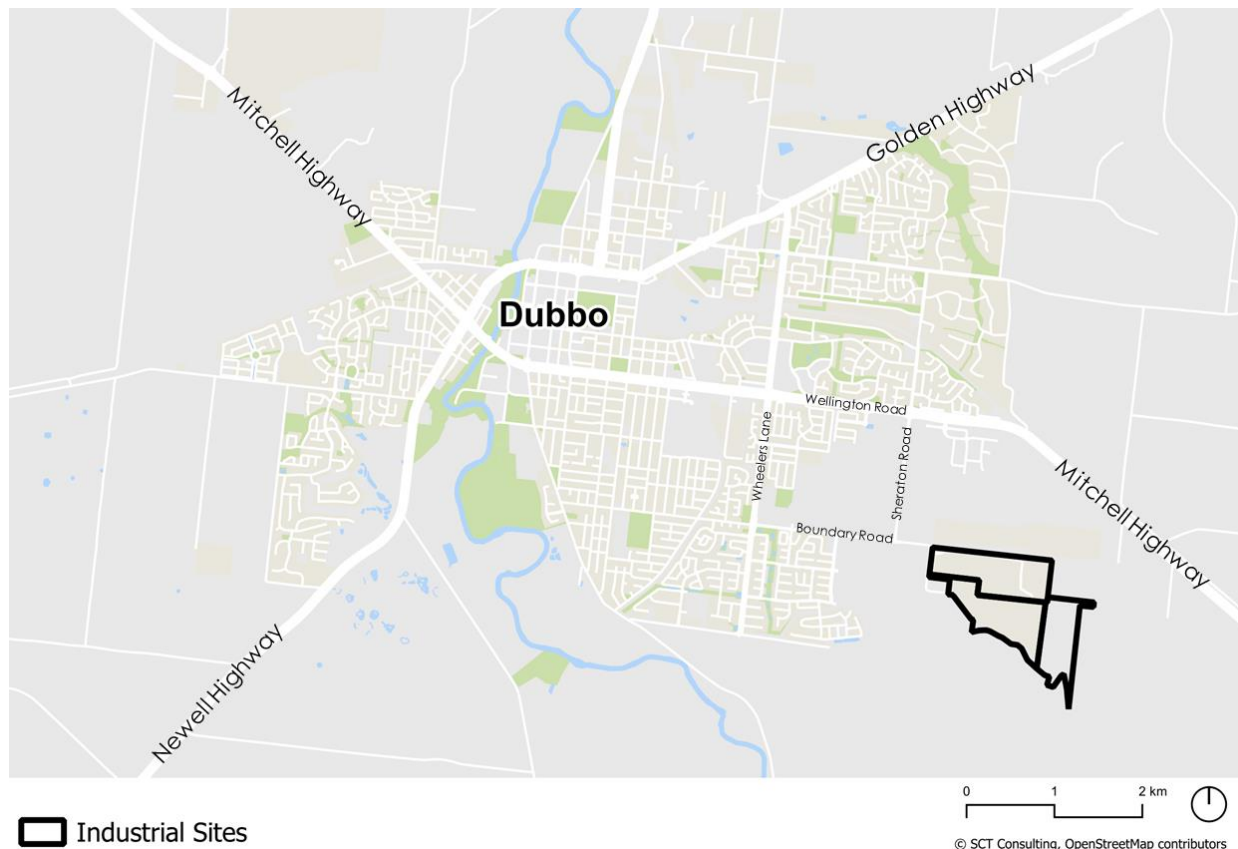 Mitchell Highway
Golden Highway
Dubbo
Wellington Road
Wheelers Lane
Sheraton Road
Mitchell Highway
Boundary Road
Newell Highway
Industrial Sites
0 1 2 km
© SCT Consulting, OpenStreetMap contributors